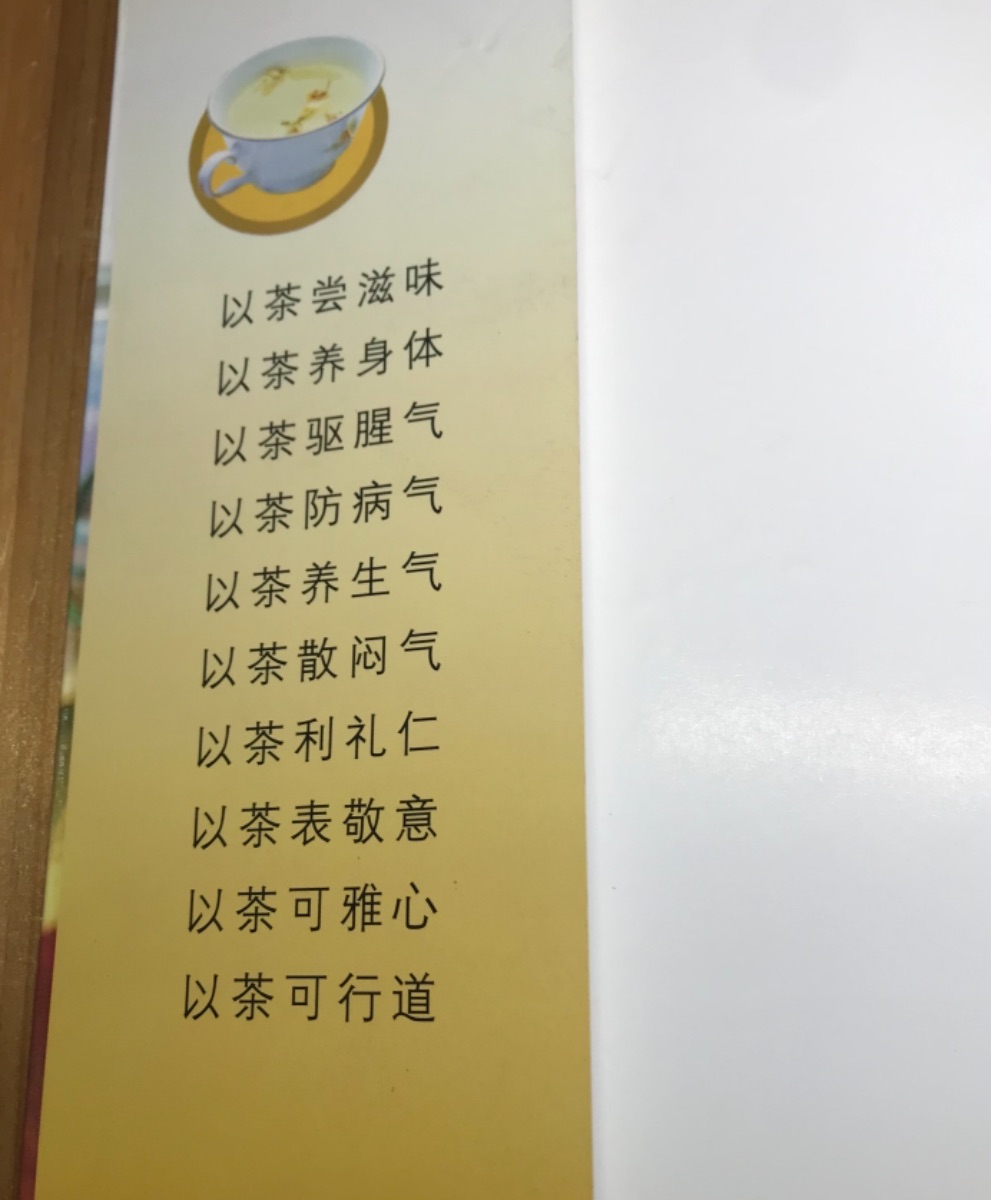 以茶尝滋味
以茶养身体
以茶驱腥气
以茶防病气
以茶养生气
以茶散闷气
以茶利礼仁
以茶表敬意
以茶可雅心
以茶可行道